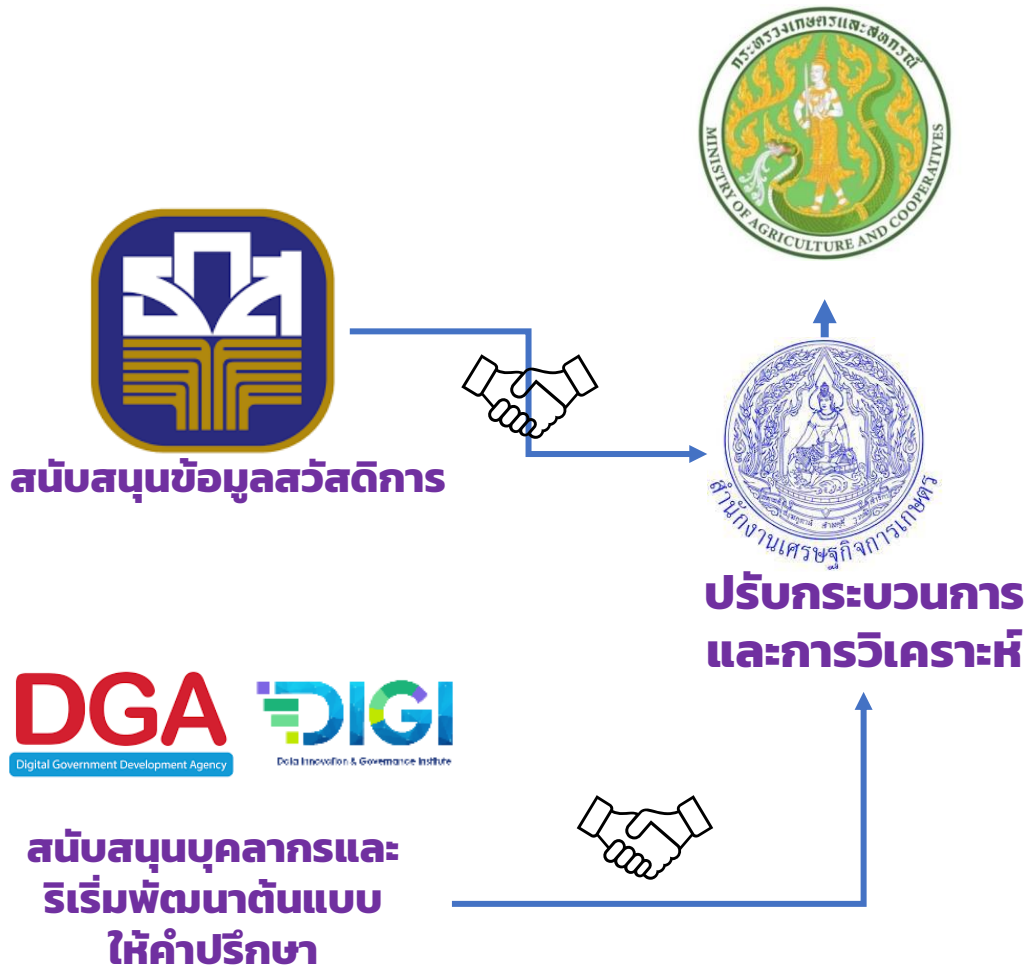 กระทรวงเกษตรและสหกรณ์
MINISTRY OF AGRICULTURE AND COOPERATIVES
ธกส
สนับสนุนข้อมูลสวัสดิการ
สำนักงานเศรษฐกิจการเกษตร
ปรับกระบวนการ
และการวิเคราะห์
DGA
Digital Government Development Agency
DIGI
Data Innovation & Governance Institute
สนับสนุนบุคลากรและ
ริเริ่มพัฒนาต้นแบบ
ให้คำปรึกษา